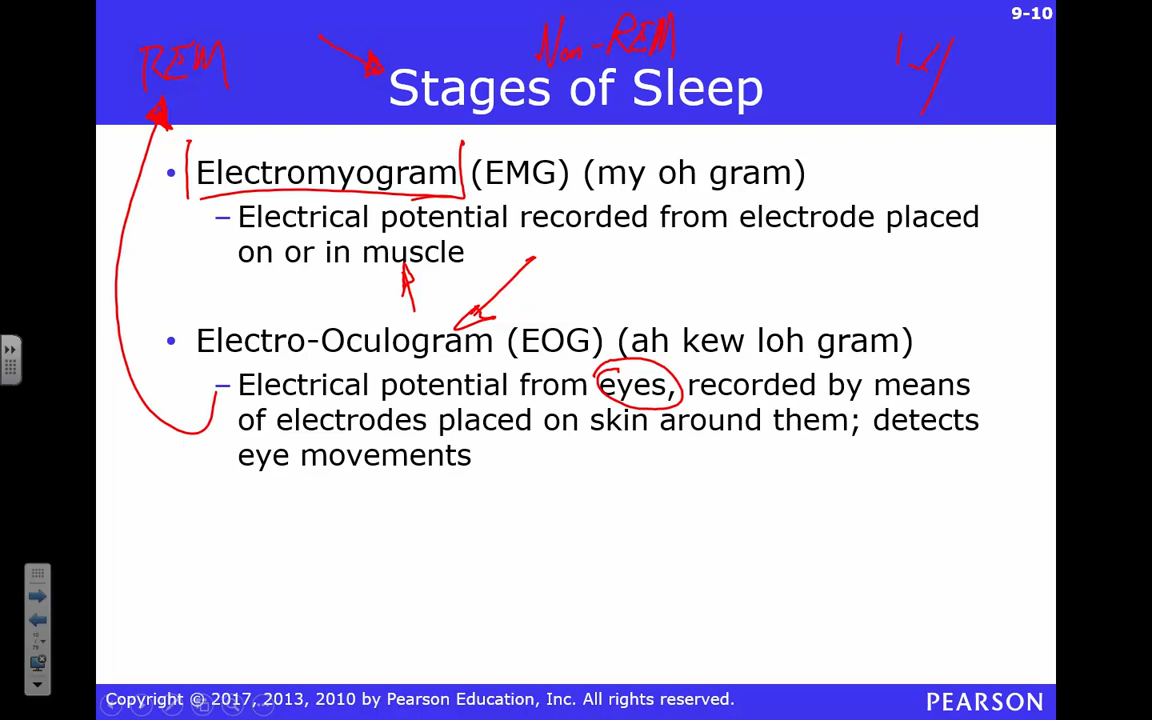 9-10
REM
Non-REM
1-4
Stages of Sleep
• Electromyogram (EMG) (my oh gram)
– Electrical potential recorded from electrode placed
on or in muscle
• Electro-Oculogram (EOG) (ah kew loh gram)
– Electrical potential from eyes, recorded by means
of electrodes placed on skin around them; detects
eye movements
Copyright © 2017, 2013, 2010 by Pearson Education, Inc. All rights reserved.
PEARSON